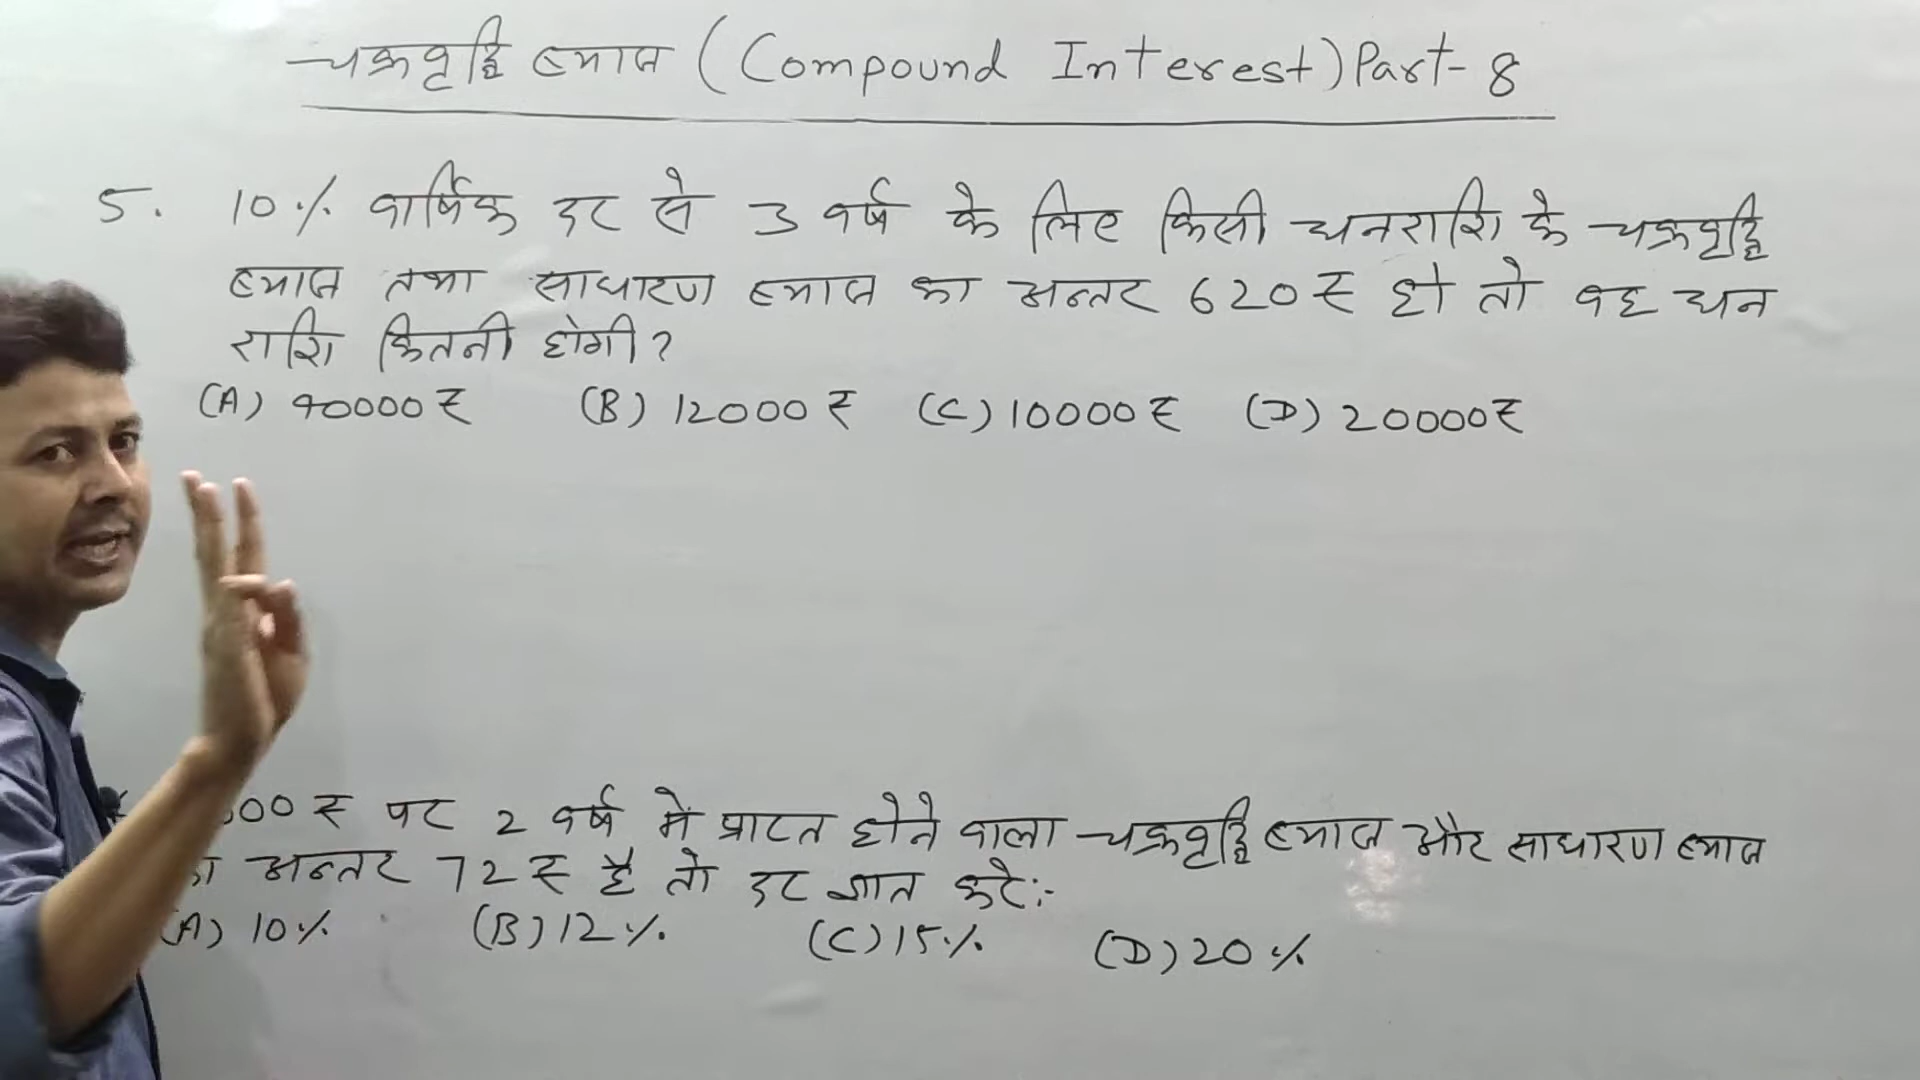 चक्रवृद्धि ब्याज (Compound Interest) Part-8
5. 10% वार्षिक दर से 3 वर्ष के लिए किसी धनराशि के चक्रवृद्धि
ब्याज तथा साधारण ब्याज का अन्तर 620₹ हो तो वह धन
राशि कितनी होगी?
(A) 90000₹ (B) 12000₹ (C) 10000₹ (D) 20000₹
000₹ पर 2 वर्ष में प्राप्त होने वाला चक्रवृद्धि ब्याज और साधारण ब्याज
का अन्तर 72₹ है तो दर ज्ञात करें:-
(A) 10% (B) 12% (C) 15% (D) 20%